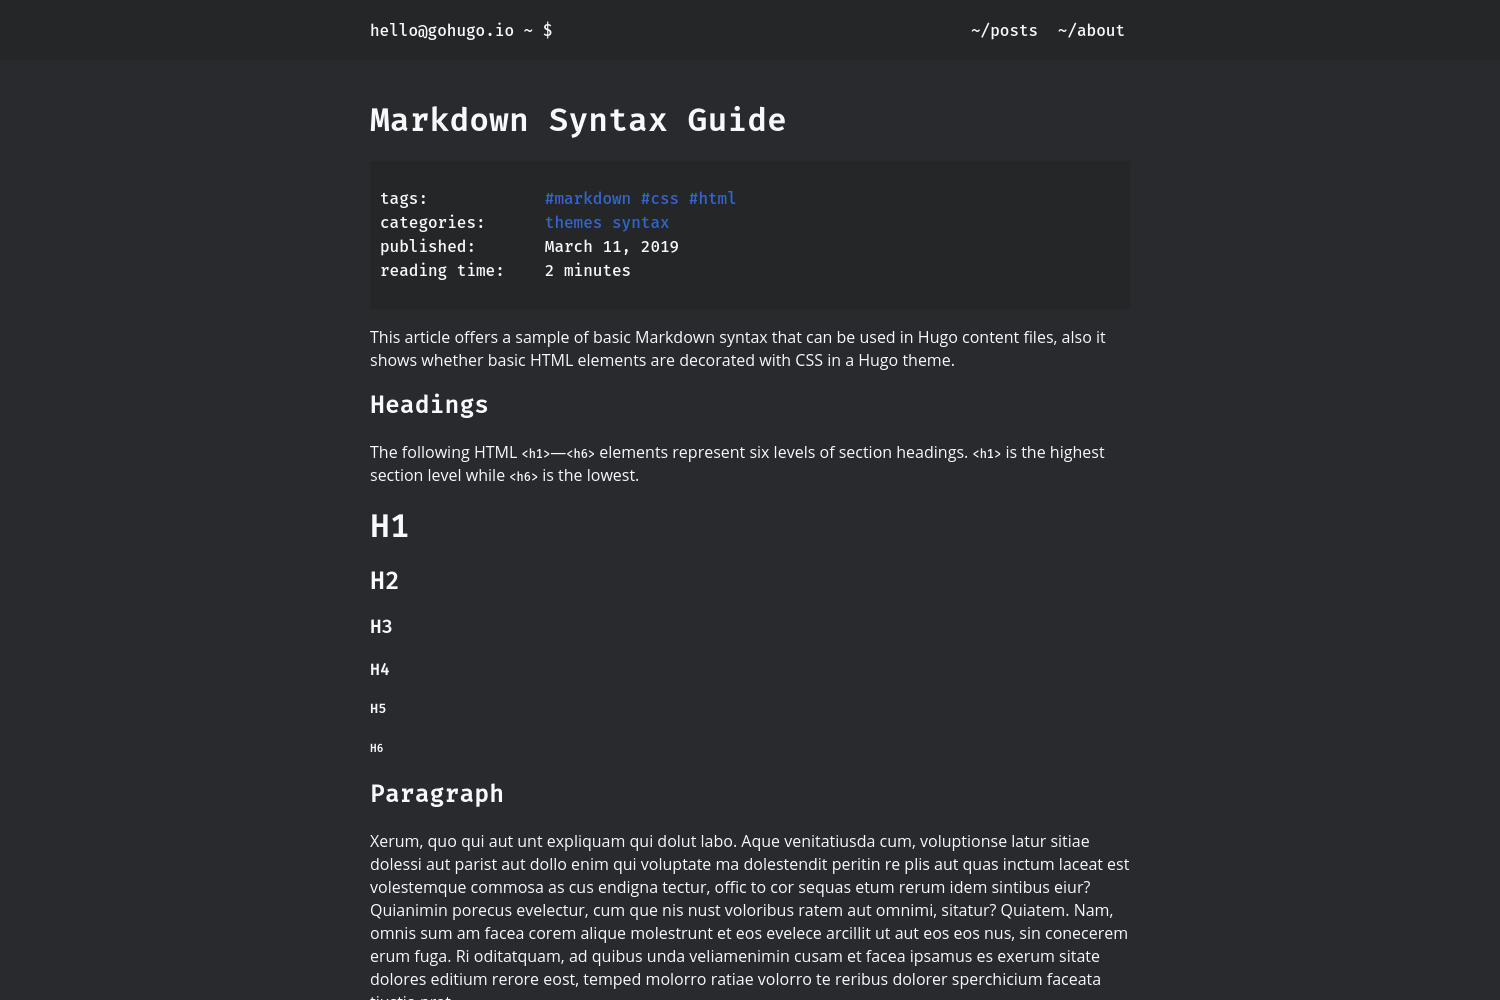 hello@gohugo.io ~ $ ~/posts ~/about
Markdown Syntax Guide
tags: #markdown #css #html
categories: themes syntax
published: March 11, 2019
reading time: 2 minutes
This article offers a sample of basic Markdown syntax that can be used in Hugo content files, also it
shows whether basic HTML elements are decorated with CSS in a Hugo theme.
Headings
The following HTML <h1>—<h6> elements represent six levels of section headings. <h1> is the highest
section level while <h6> is the lowest.
H1
H2
H3
H4
H5
H6
Paragraph
Xerum, quo qui aut unt expliquam qui dolut labo. Aque venitatiusda cum, voluptionse latur sitiae
dolessi aut parist aut dollo enim qui voluptate ma dolestendit peritin re plis aut quas inctum laceat est
volestemque commosa as cus endigna tectur, offic to cor sequas etum rerum idem sintibus eiur?
Quianimin porecus evelectur, cum que nis nust voloribus ratem aut omnimi, sitatur? Quiatem. Nam,
omnis sum am facea corem alique molestrunt et eos evelece arcillit ut aut eos eos nus, sin conecerem
erum fuga. Ri oditatquam, ad quibus unda veliamenimin cusam et facea ipsamus es exerum sitate
dolores editium rerore eost, temped molorro ratiae volorro te reribus dolorer sperchicium faceata